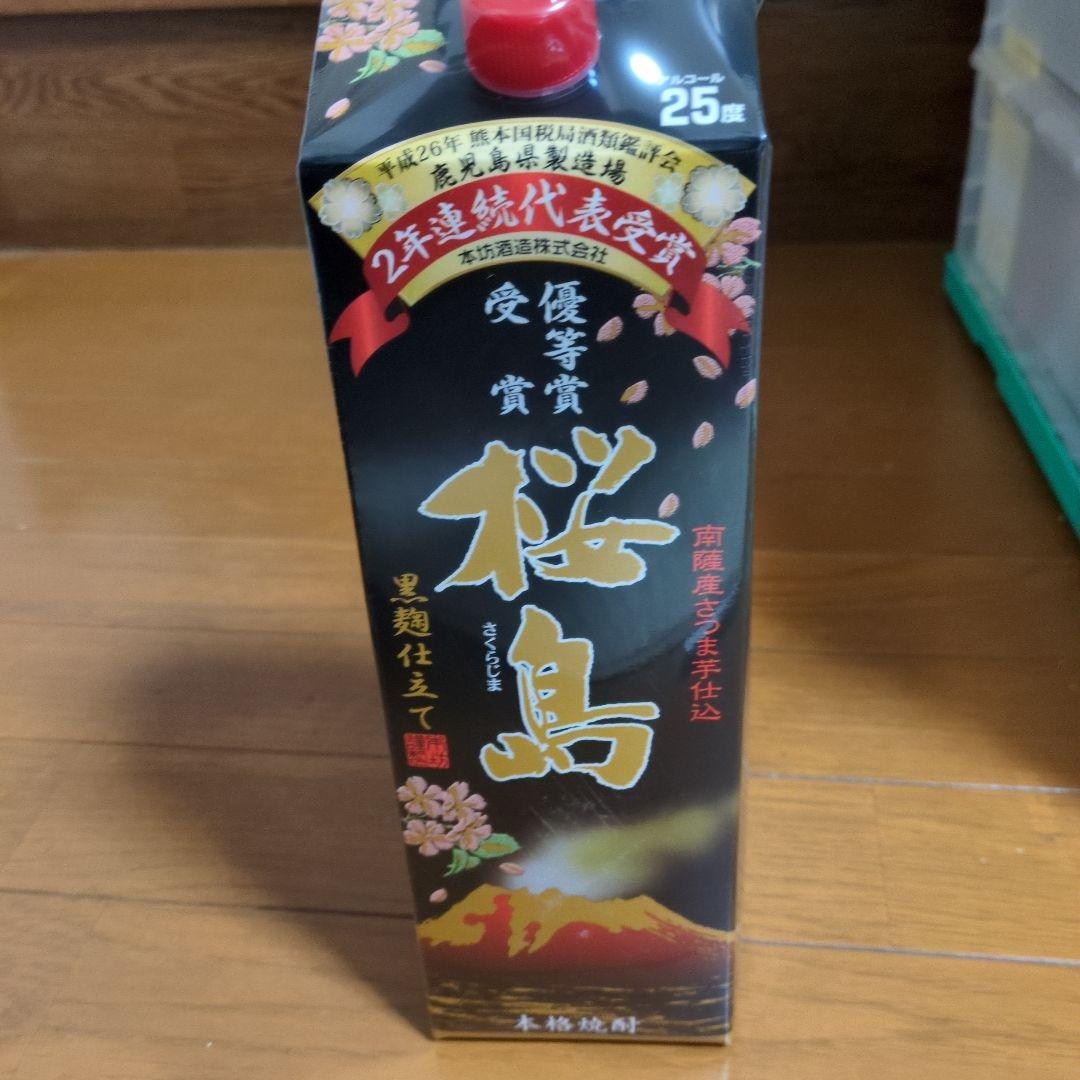 アルコール
25度
平成26年 熊本国税局酒類鑑評会
鹿児島県製造場
2年連続代表受賞
本坊酒造株式会社
優等賞
受賞
桜島
さくらじま
南薩産さつま芋仕込
黒麹仕立て
本格焼酎